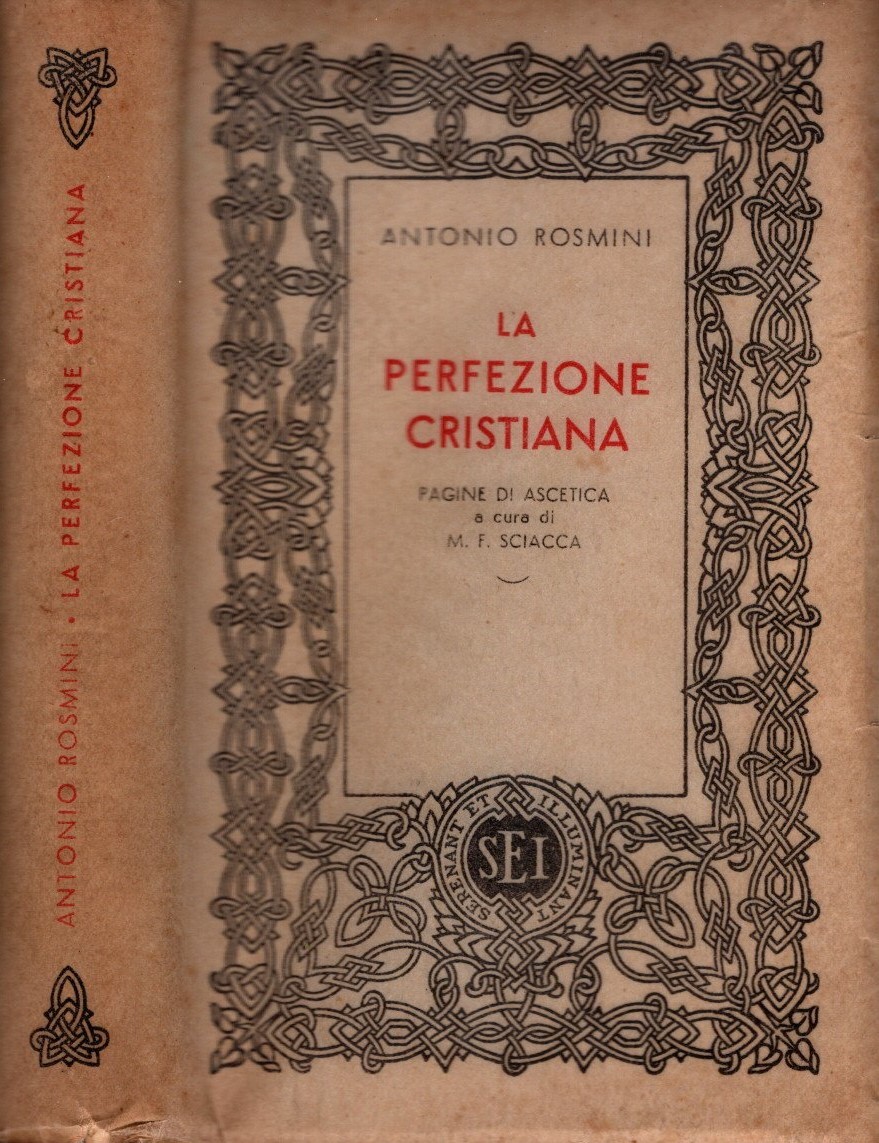 ANTONIO ROSMINI • LA PERFEZIONE CRISTIANA
ANTONIO ROSMINI
LA
PERFEZIONE
CRISTIANA
PAGINE DI ASCETICA
a cura di
M. F. SCIACCA
SERENANT ET ILLUMINANT
SEI